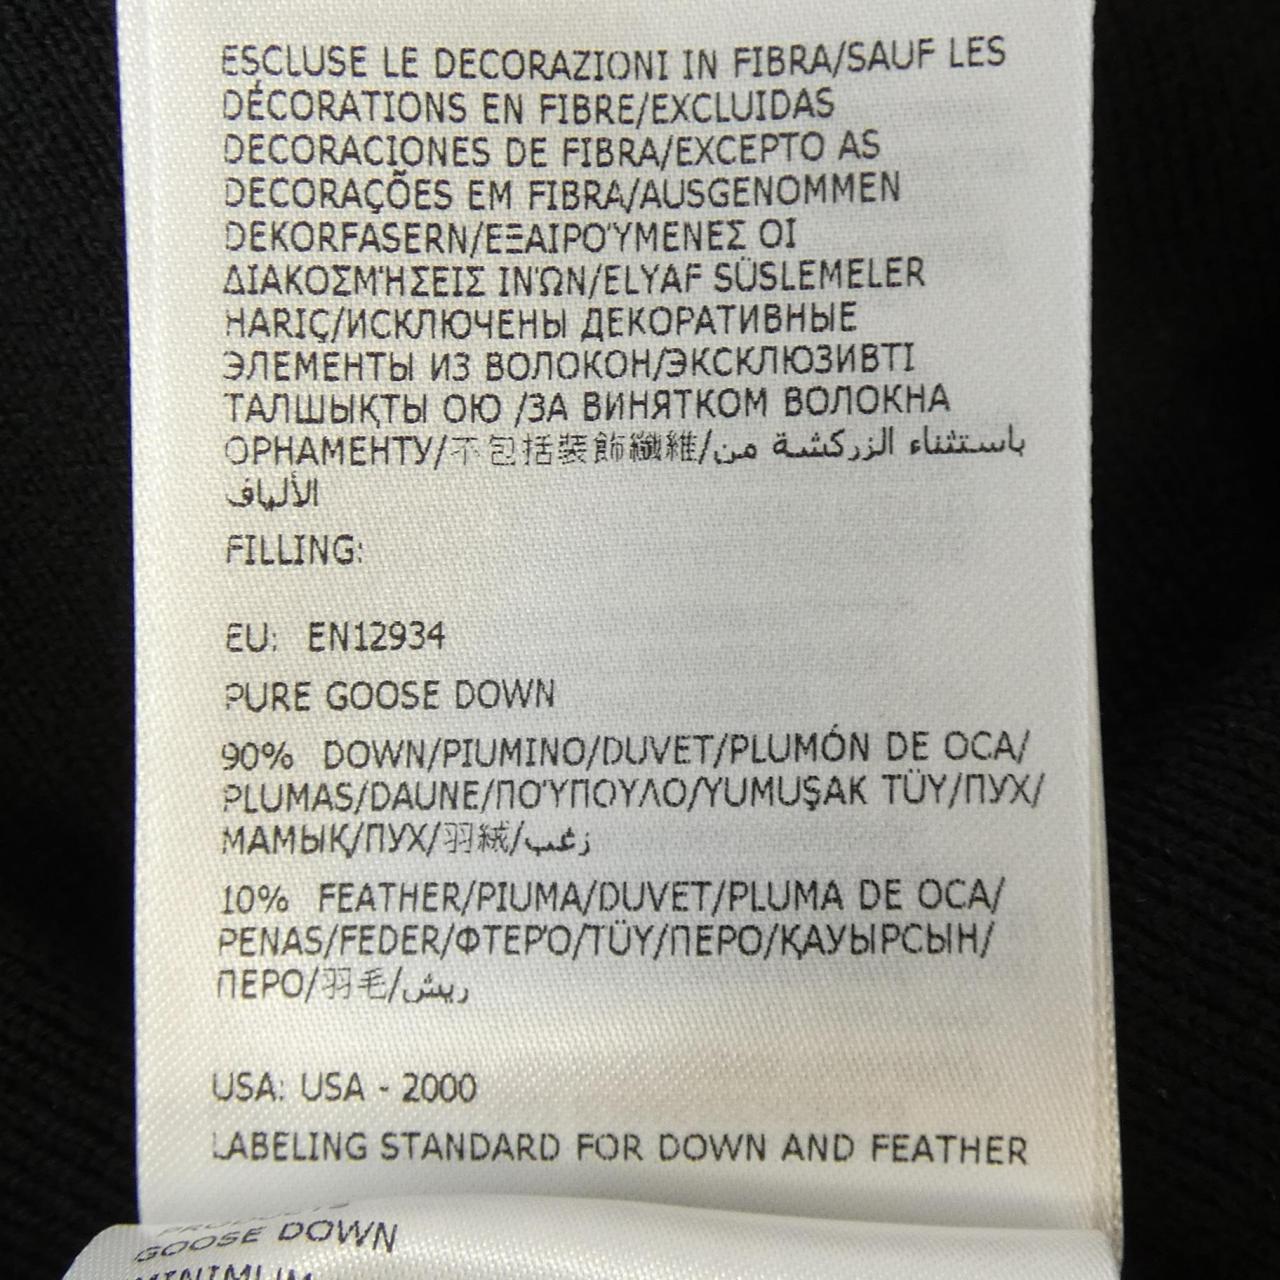 ESCLUSE LE DECORAZIONI IN FIBRA/SAUF LES
DÉCORATIONS EN FIBRE/EXCLUIDAS
DECORACIONES DE FIBRA/EXCEPTO AS
DECORAÇÕES EM FIBRA/AUSGENOMMEN
DEKORFASERN/ΕΞΑΙΡΟΎΜΕΝΕΣ ΟΙ
ΔΙΑΚΟΣΜΉΣΕΙΣ ΙΝΏΝ/ELYAF SÜSLEMELER
HARIÇ/ИСКЛЮЧЕНЫ ДЕКОРАТИВНЫЕ
ЭЛЕМЕНТЫ ИЗ ВОЛОКОН/ЭКСКЛЮЗИВТІ
ТАЛШЫҚТЫ ОЮ /ЗА ВИНЯТКОМ ВОЛОКНА
ОРНАМЕНТУ/不包括裝飾纖維/باستثناء الزركشة من
الألياف
FILLING:
EU: EN12934
PURE GOOSE DOWN
90% DOWN/PIUMINO/DUVET/PLUMÓN DE OCA/
PLUMAS/DAUNE/ΠΟΎΠΟΥΛΟ/YUMUŞAK TÜY/ПУХ/
МАМЫҚ/ПУХ/羽絨/زغب
10% FEATHER/PIUMA/DUVET/PLUMA DE OCA/
PENAS/FEDER/ΦΤΕΡΌ/TÜY/ПЕРО/ҚАУЫРСЫН/
ПЕРО/羽毛/ريش
USA: USA - 2000
LABELING STANDARD FOR DOWN AND FEATHER
GOOSE DOWN
MINIMUM